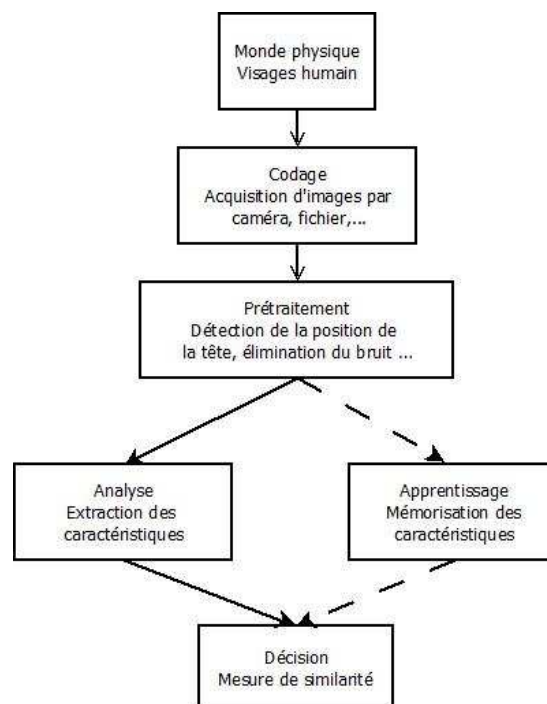 Monde physique
Visages humain
Codage
Acquisition d'images par
caméra, fichier,...
Prétraitement
Détection de la position de
la tête, élimination du bruit ...
Analyse
Extraction des
caractéristiques
Apprentissage
Mémorisation des
caractéristiques
Décision
Mesure de similarité